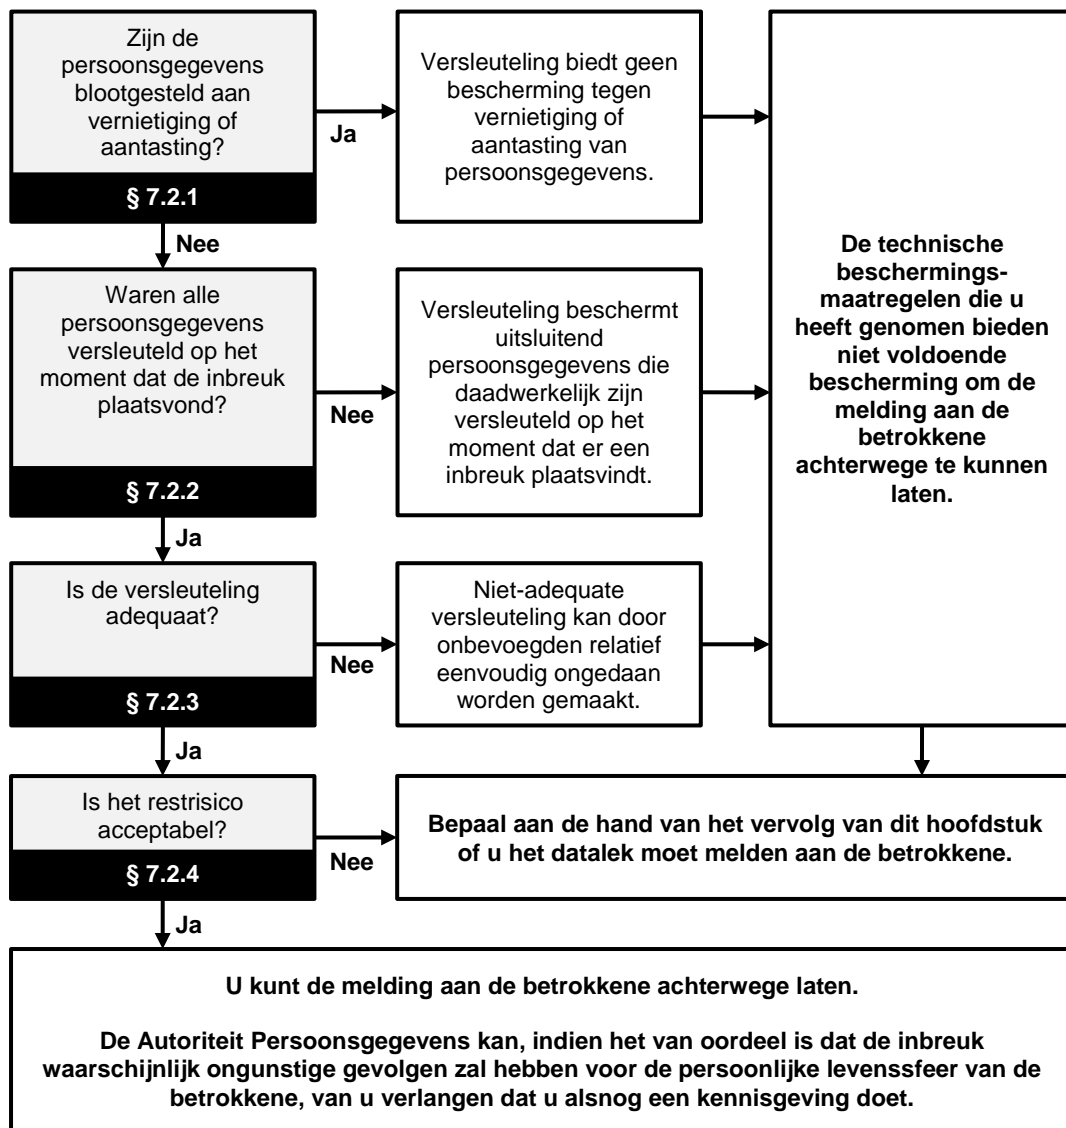 Zijn de
persoonsgegevens
blootgesteld aan
vernietiging of
aantasting?
§ 7.2.1
Ja
Versleuteling biedt geen
bescherming tegen
vernietiging of
aantasting van
persoonsgegevens.
Nee
Waren alle
persoonsgegevens
versleuteld op het
moment dat de inbreuk
plaatsvond?
§ 7.2.2
Nee
Versleuteling beschermt
uitsluitend
persoonsgegevens die
daadwerkelijk zijn
versleuteld op het
moment dat er een
inbreuk plaatsvindt.
De technische
beschermings-
maatregelen die u
heeft genomen bieden
niet voldoende
bescherming om de
melding aan de
betrokkene
achterwege te kunnen
laten.
Ja
Is de versleuteling
adequaat?
§ 7.2.3
Nee
Niet-adequate
versleuteling kan door
onbevoegden relatief
eenvoudig ongedaan
worden gemaakt.
Ja
Is het restrisico
acceptabel?
§ 7.2.4
Nee
Bepaal aan de hand van het vervolg van dit hoofdstuk
of u het datalek moet melden aan de betrokkene.
Ja
U kunt de melding aan de betrokkene achterwege laten.
De Autoriteit Persoonsgegevens kan, indien het van oordeel is dat de inbreuk
waarschijnlijk ongunstige gevolgen zal hebben voor de persoonlijke levenssfeer van de
betrokkene, van u verlangen dat u alsnog een kennisgeving doet.